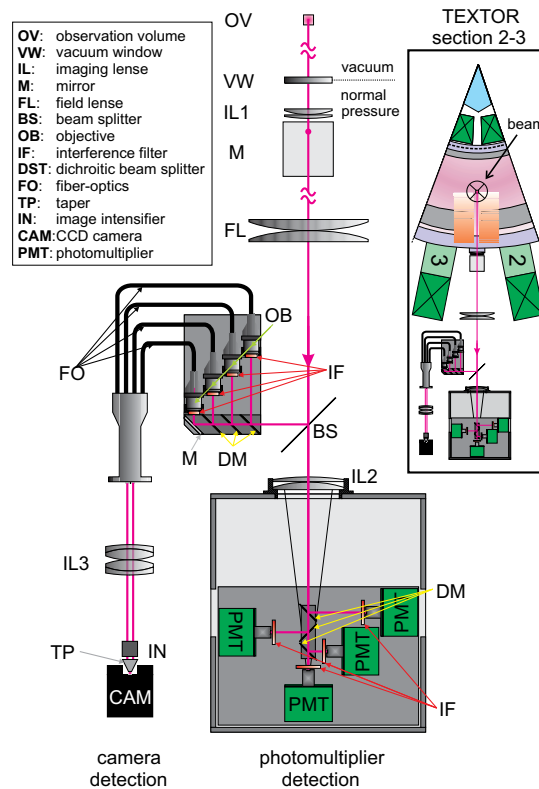 OV: observation volume
VW: vacuum window
IL: imaging lense
M: mirror
FL: field lense
BS: beam splitter
OB: objective
IF: interference filter
DST: dichroitic beam splitter
FO: fiber-optics
TP: taper
IN: image intensifier
CAM:CCD camera
PMT: photomultiplier
OV
VW
vacuum
IL1
normal
pressure
M
FL
TEXTOR
section 2-3
beam
3
2
OB
FO
IF
M
DM
BS
IL2
IL3
DM
PMT
PMT
PMT
PMT
TP
IN
IF
CAM
camera
detection
photomultiplier
detection